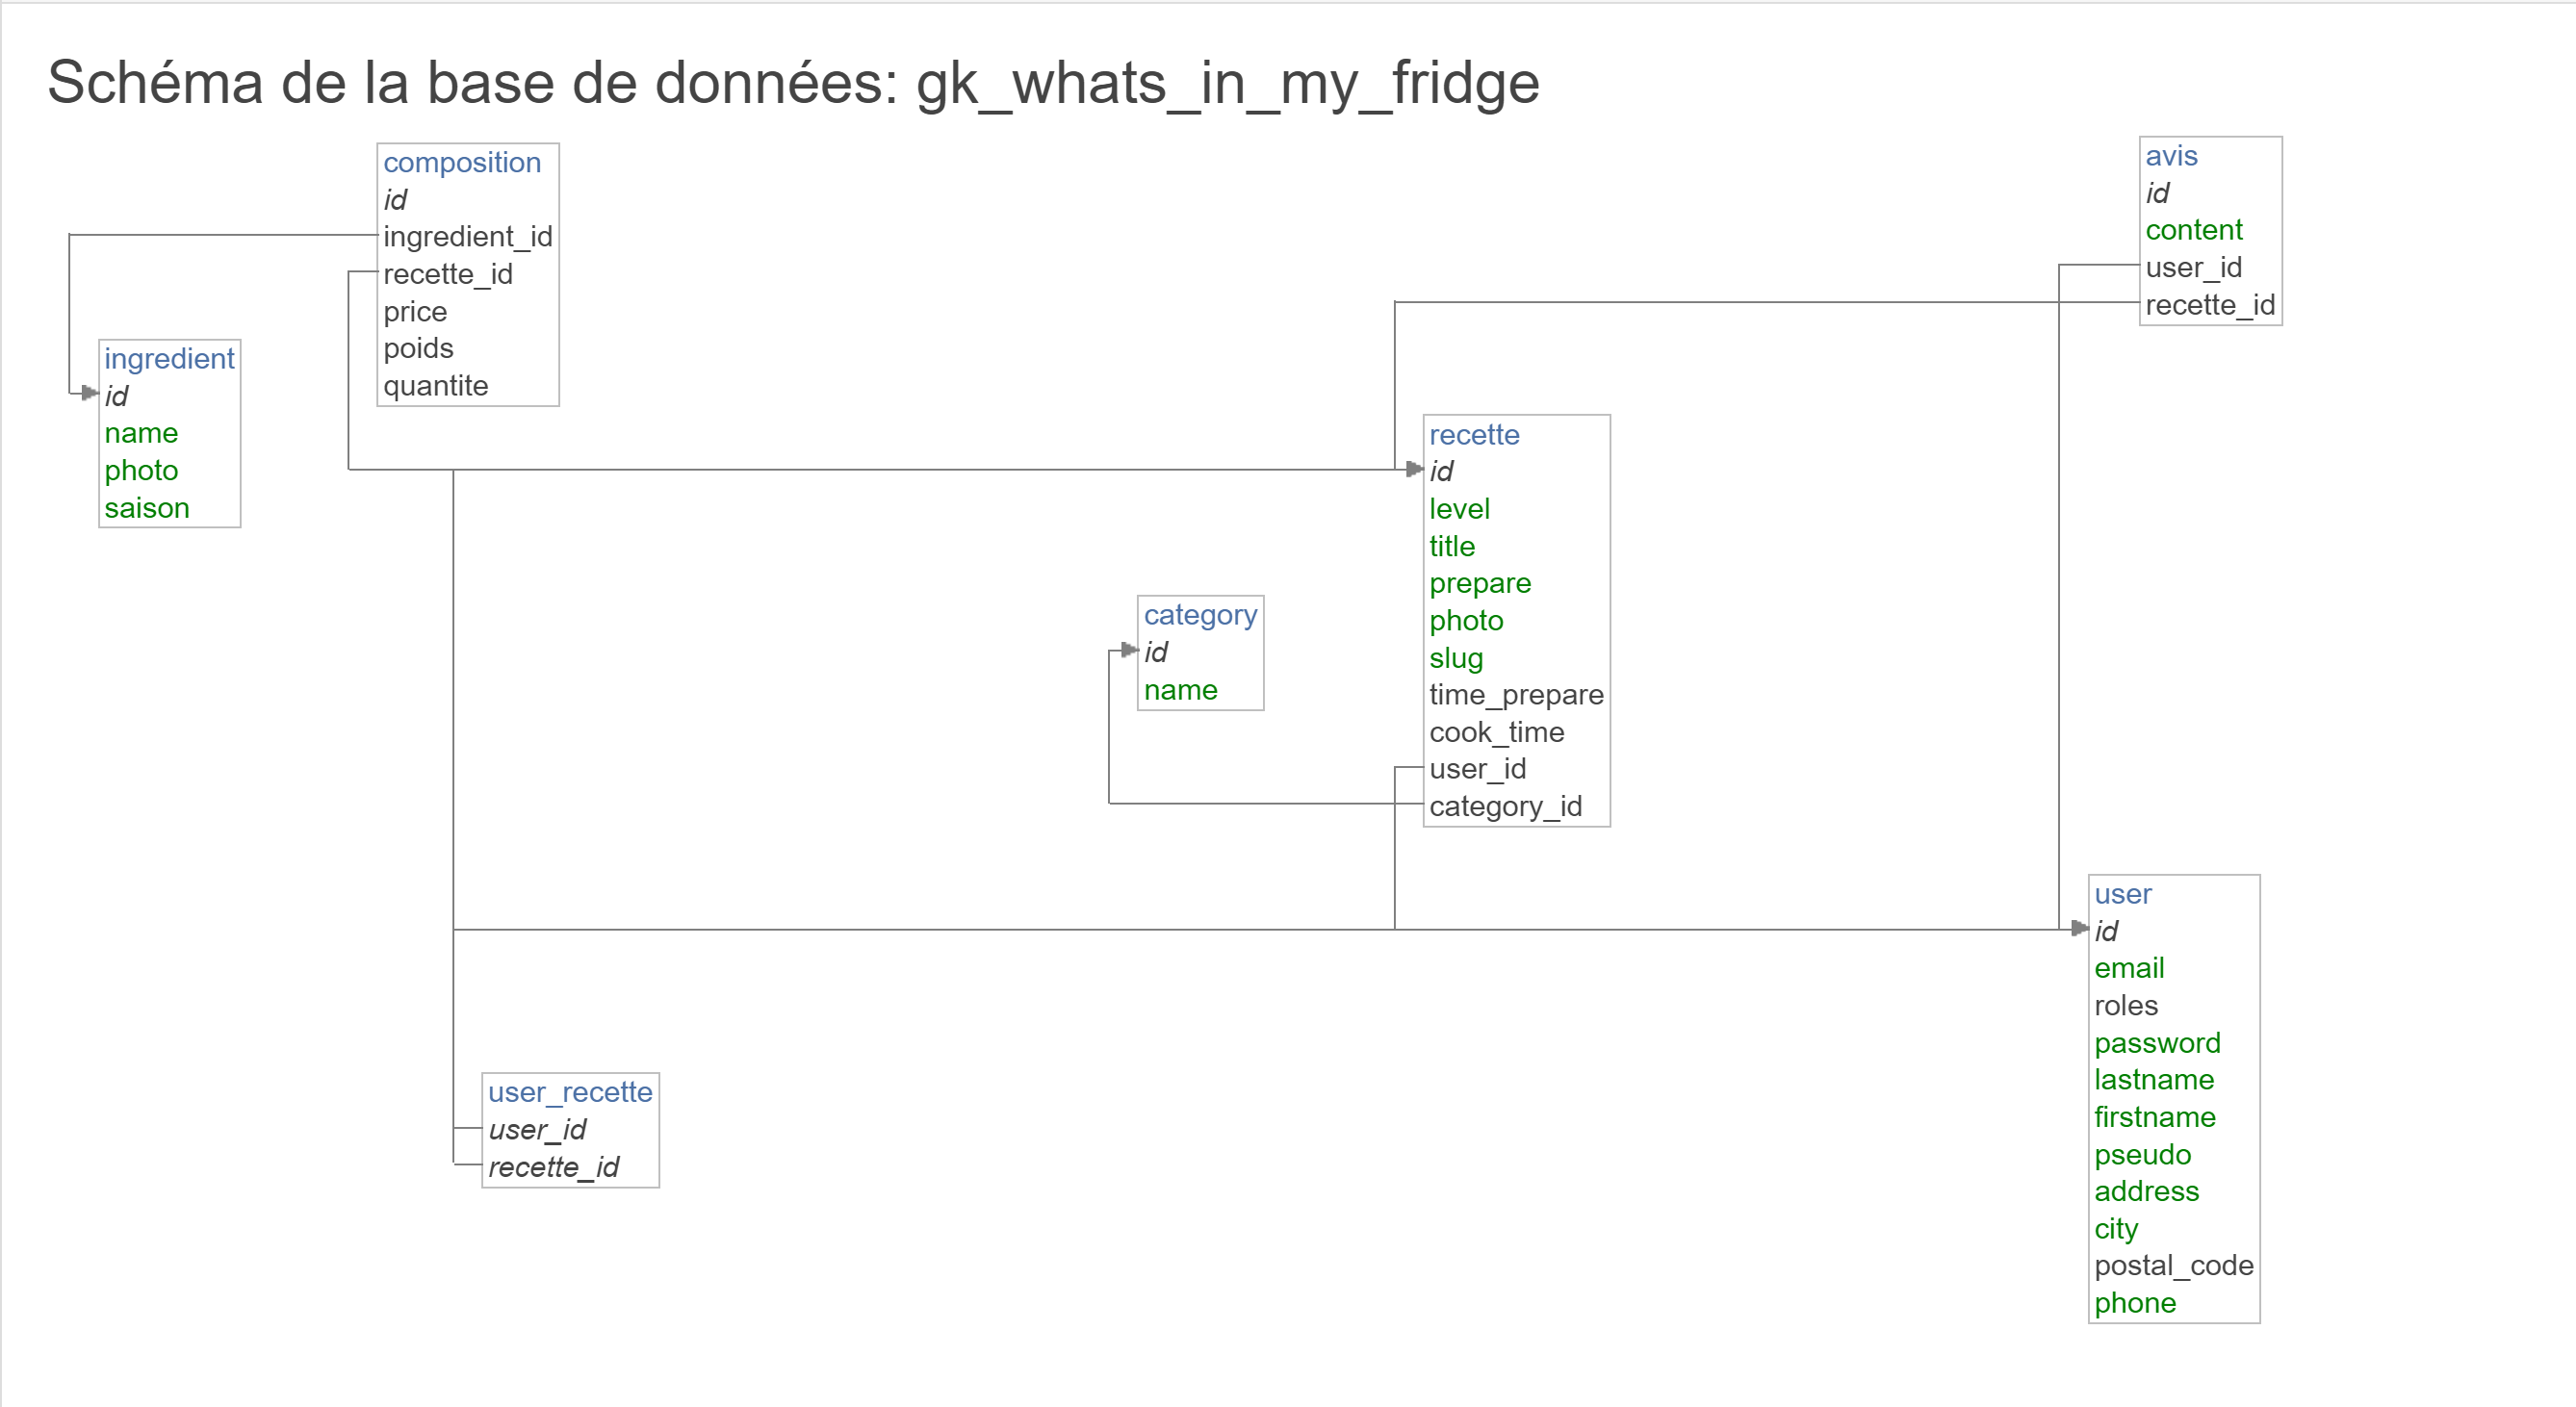 Schéma de la base de données: gk_whats_in_my_fridge
composition
id
ingredient_id
recette_id
price
poids
quantite
avis
id
content
user_id
recette_id
ingredient
id
name
photo
saison
recette
id
level
title
prepare
photo
slug
time_prepare
cook_time
user_id
category_id
category
id
name
user
id
email
roles
password
lastname
firstname
pseudo
address
city
postal_code
phone
user_recette
user_id
recette_id